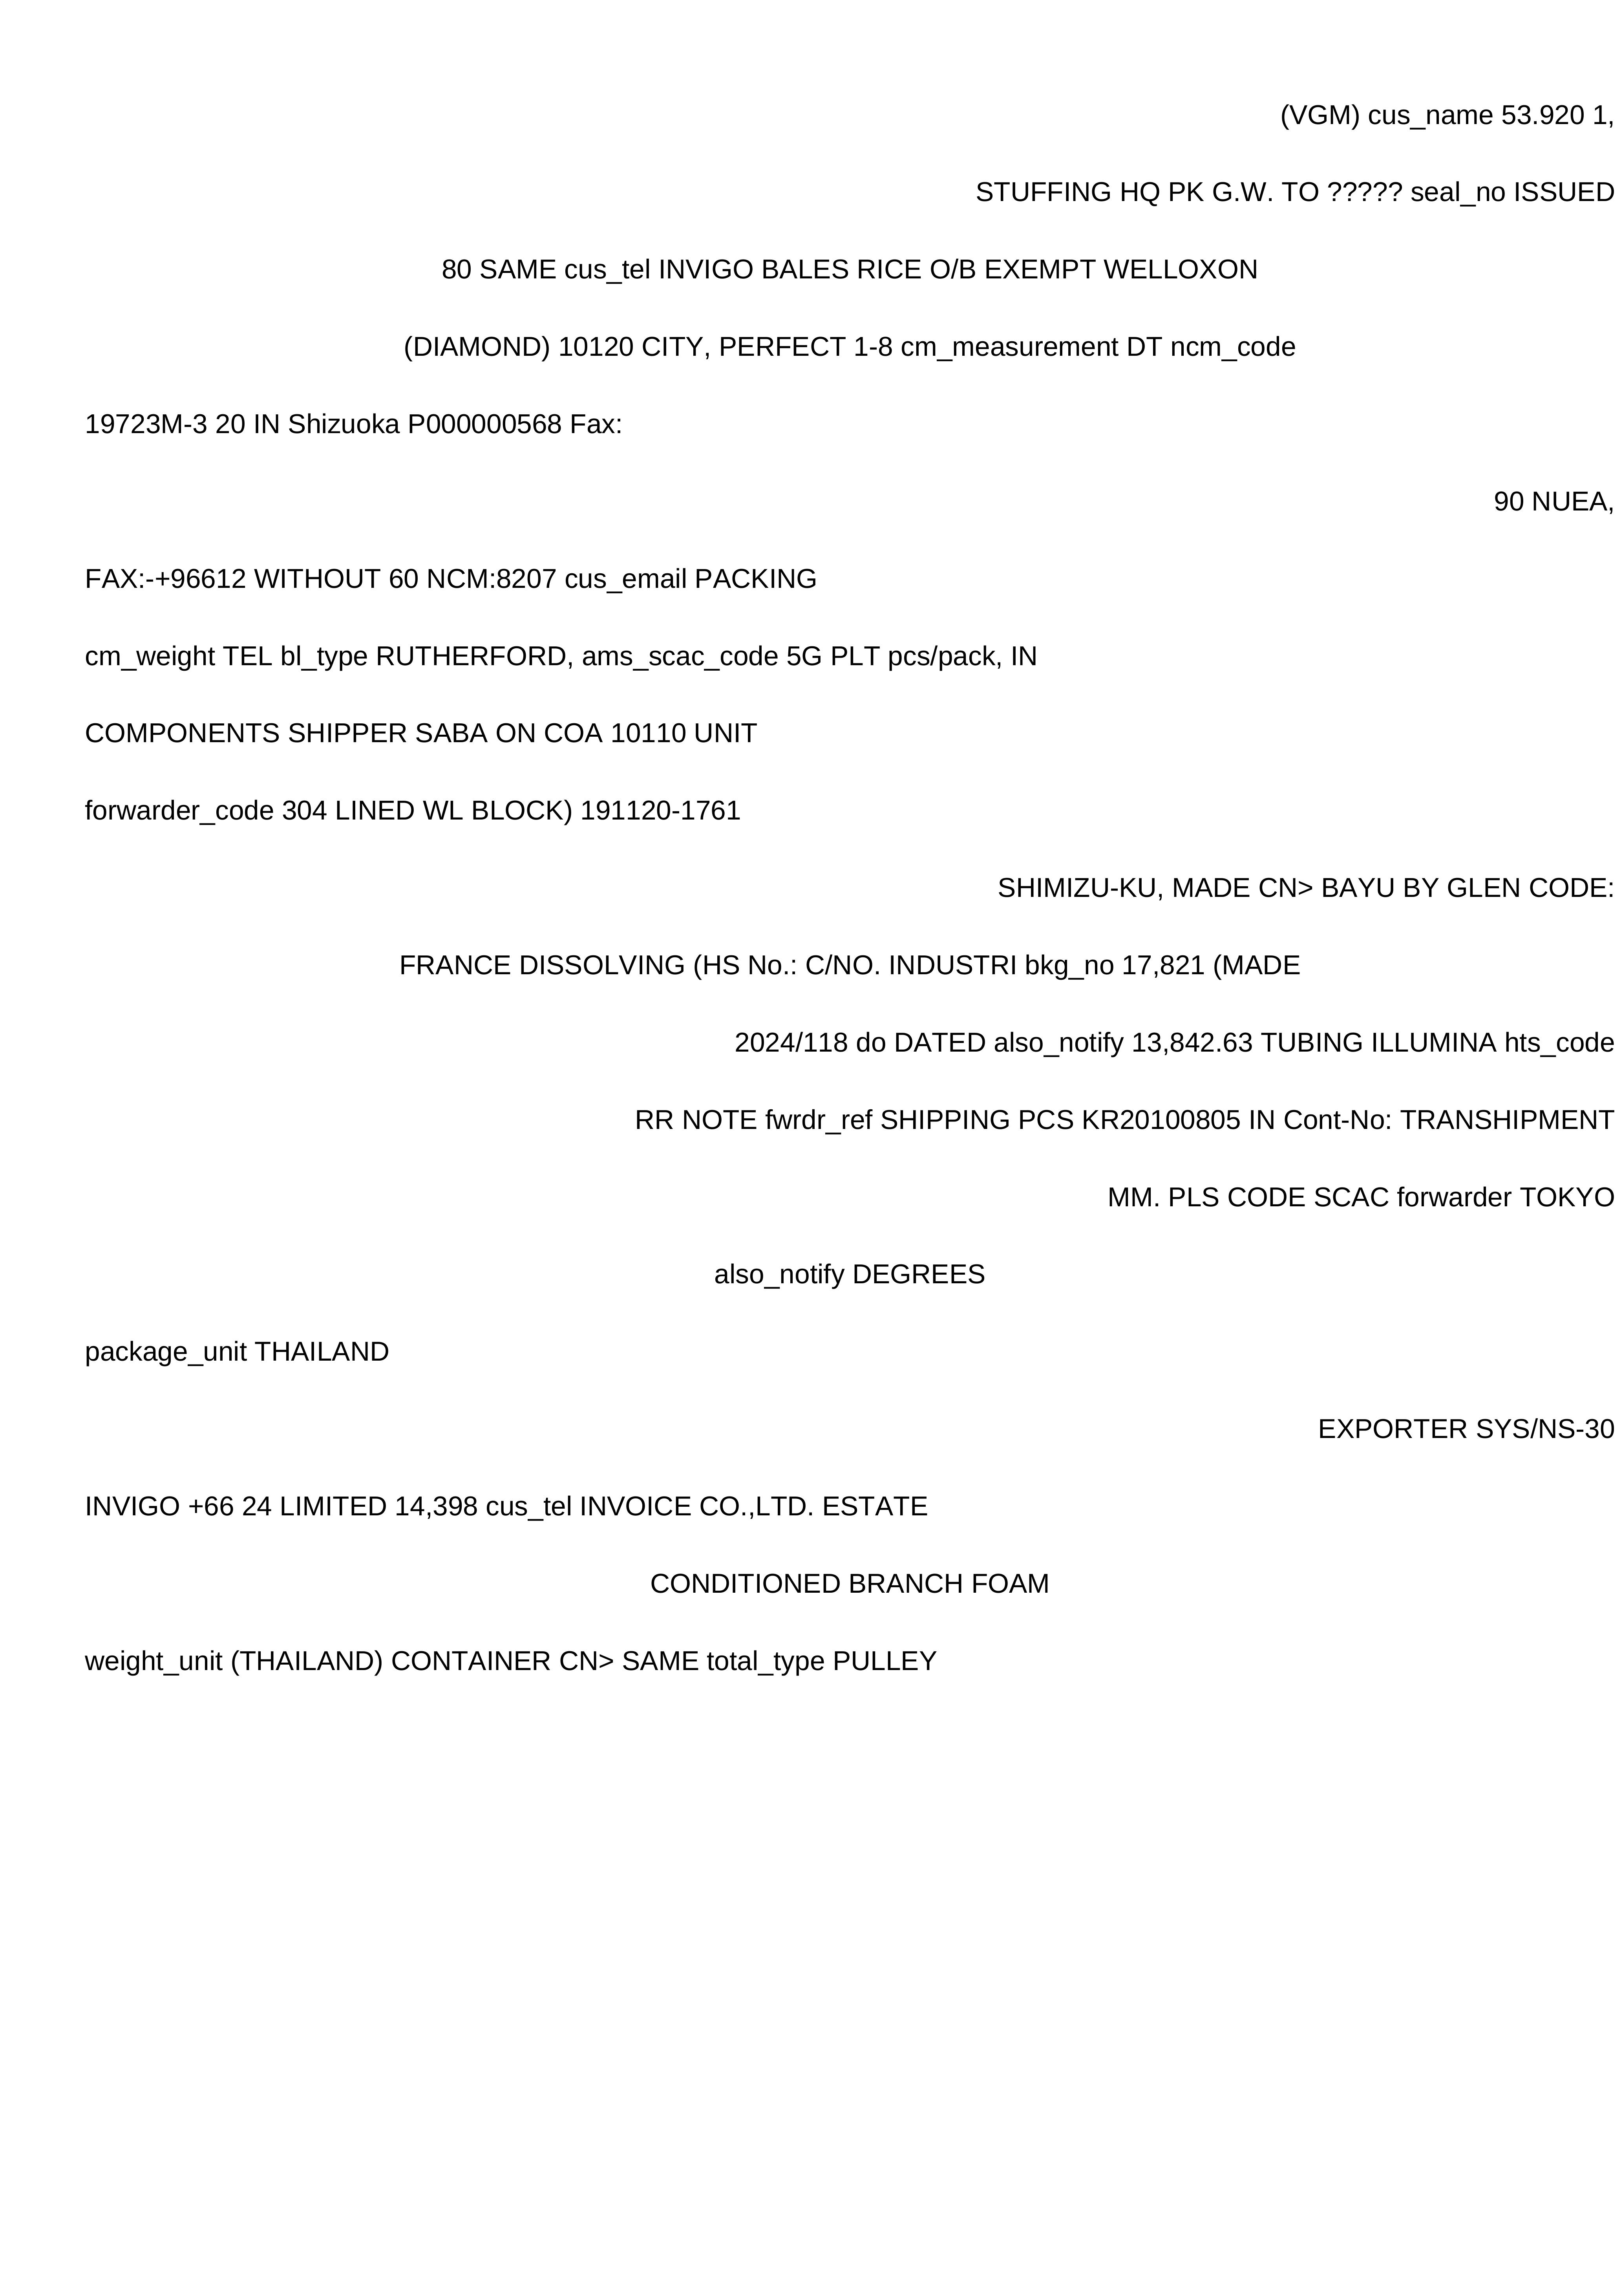 (VGM) cus_name 53.920 1,
STUFFING HQ PK G.W. TO ????? seal_no ISSUED
80 SAME cus_tel INVIGO BALES RICE O/B EXEMPT WELLOXON
(DIAMOND) 10120 CITY, PERFECT 1-8 cm_measurement DT ncm_code
19723M-3 20 IN Shizuoka P000000568 Fax:
90 NUEA,
FAX:-+96612 WITHOUT 60 NCM:8207 cus_email PACKING
cm_weight TEL bl_type RUTHERFORD, ams_scac_code 5G PLT pcs/pack, IN
COMPONENTS SHIPPER SABA ON COA 10110 UNIT
forwarder_code 304 LINED WL BLOCK) 191120-1761
SHIMIZU-KU, MADE CN> BAYU BY GLEN CODE:
FRANCE DISSOLVING (HS No.: C/NO. INDUSTRI bkg_no 17,821 (MADE
2024/118 do DATED also_notify 13,842.63 TUBING ILLUMINA hts_code
RR NOTE fwrdr_ref SHIPPING PCS KR20100805 IN Cont-No: TRANSHIPMENT
MM. PLS CODE SCAC forwarder TOKYO
also_notify DEGREES
package_unit THAILAND
EXPORTER SYS/NS-30
INVIGO +66 24 LIMITED 14,398 cus_tel INVOICE CO.,LTD. ESTATE
CONDITIONED BRANCH FOAM
weight_unit (THAILAND) CONTAINER CN> SAME total_type PULLEY